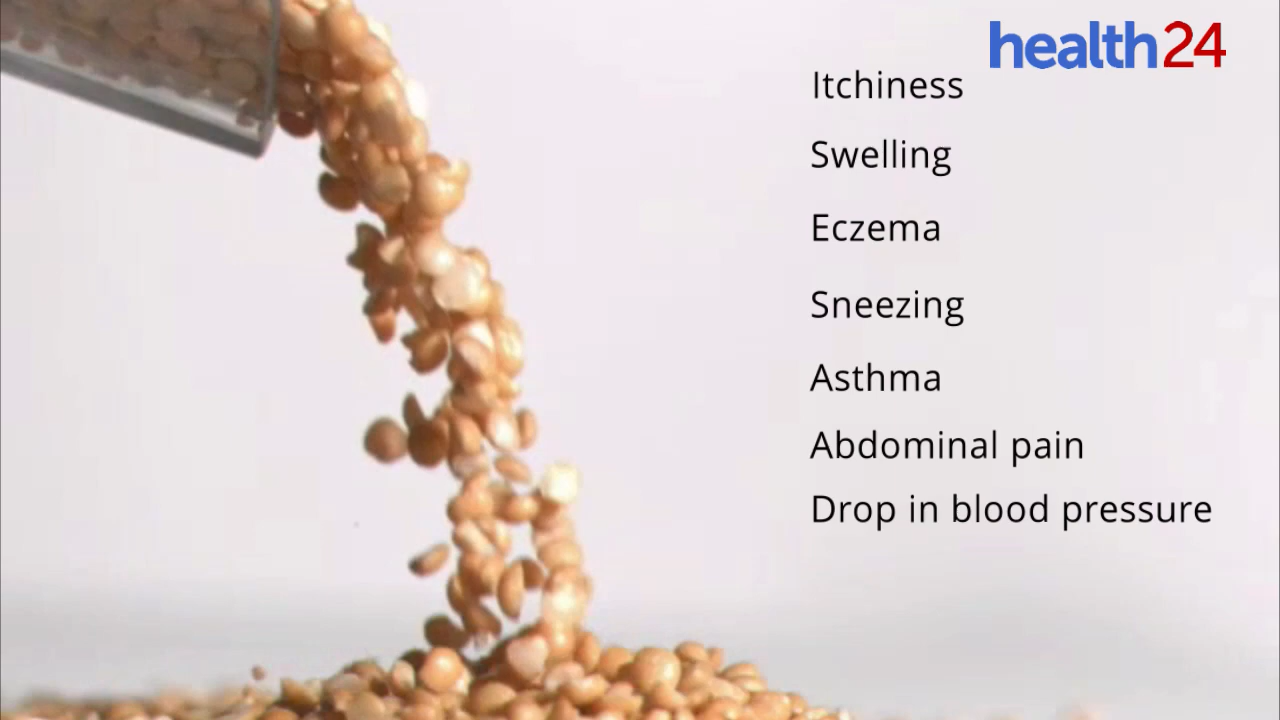 health24
Itchiness
Swelling
Eczema
Sneezing
Asthma
Abdominal pain
Drop in blood pressure